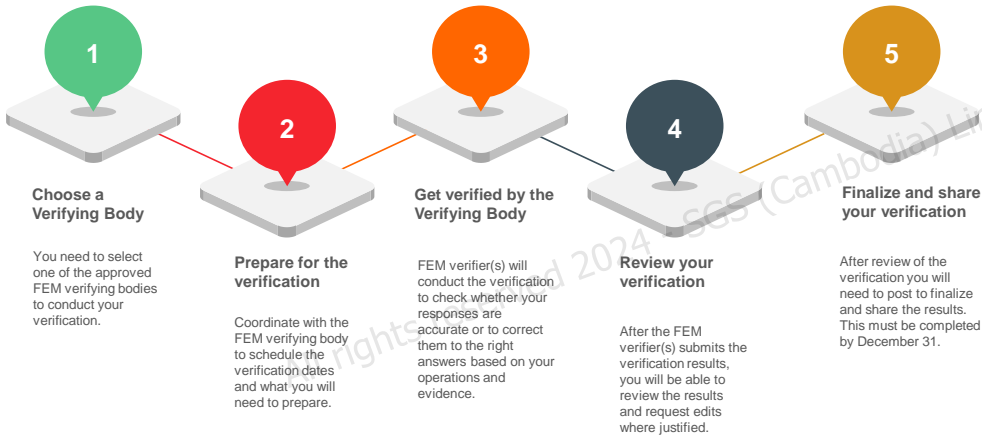 1
Choose a
Verifying Body
You need to select
one of the approved
FEM verifying bodies
to conduct your
verification.
2
Prepare for the
verification
Coordinate with the
FEM verifying body
to schedule the
verification dates
and what you will
need to prepare.
3
Get verified by the
Verifying Body
FEM verifier(s) will
conduct the verification
to check whether your
responses are
accurate or to correct
them to the right
answers based on your
operations and
evidence.
4
Review your
verification
After the FEM
verifier(s) submits the
verification results,
you will be able to
review the results
and request edits
where justified.
5
Finalize and share
your verification
After review of the
verification you will
need to post to finalize
and share the results.
This must be completed
by December 31.
All rights reserved 2024 - SGS (Cambodia)